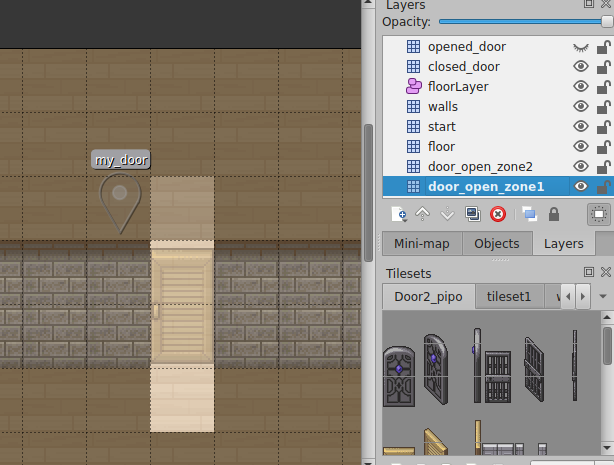 Layers
Opacity:
opened_door
closed_door
floorLayer
walls
start
floor
door_open_zone2
door_open_zone1
my_door
Mini-map Objects Layers
Tilesets
Door2_pipo tileset1